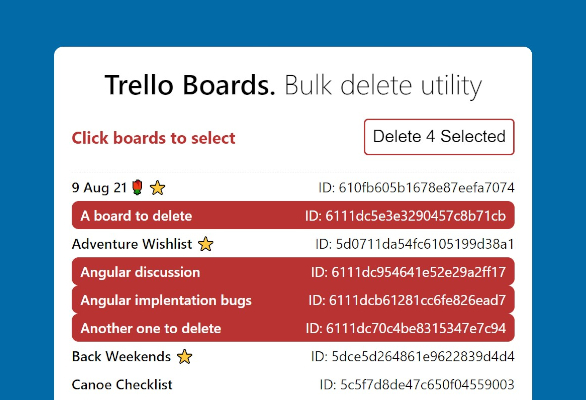 Trello Boards. Bulk delete utility
Click boards to select Delete 4 Selected
9 Aug 21🌹 ⭐ ID: 610fb605b1678e87eefa7074
A board to delete ID: 6111dc5e3e3290457c8b71cb
Adventure Wishlist ⭐ ID: 5d0711da54fc6105199d38a1
Angular discussion ID: 6111dc954641e52e29a2ff17
Angular implentation bugs ID: 6111dcb61281cc6fe826ead7
Another one to delete ID: 6111dc70c4be8315347e7c94
Back Weekends ⭐ ID: 5dce5d264861e9622839d4d4
Canoe Checklist ID: 5c5f7d8de47c650f04559003